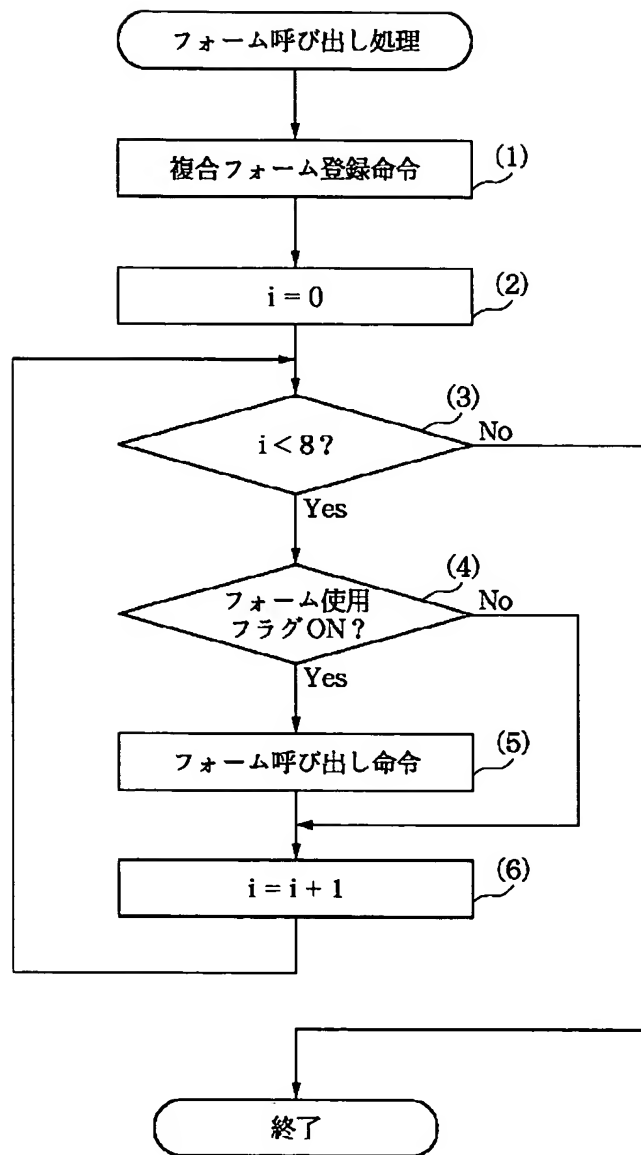 フォーム呼び出し処理
(1)
複合フォーム登録命令
(2)
i = 0
(3)
i < 8 ?
No
Yes
(4)
フォーム使用
フラグON?
No
Yes
(5)
フォーム呼び出し命令
(6)
i = i + 1
終了